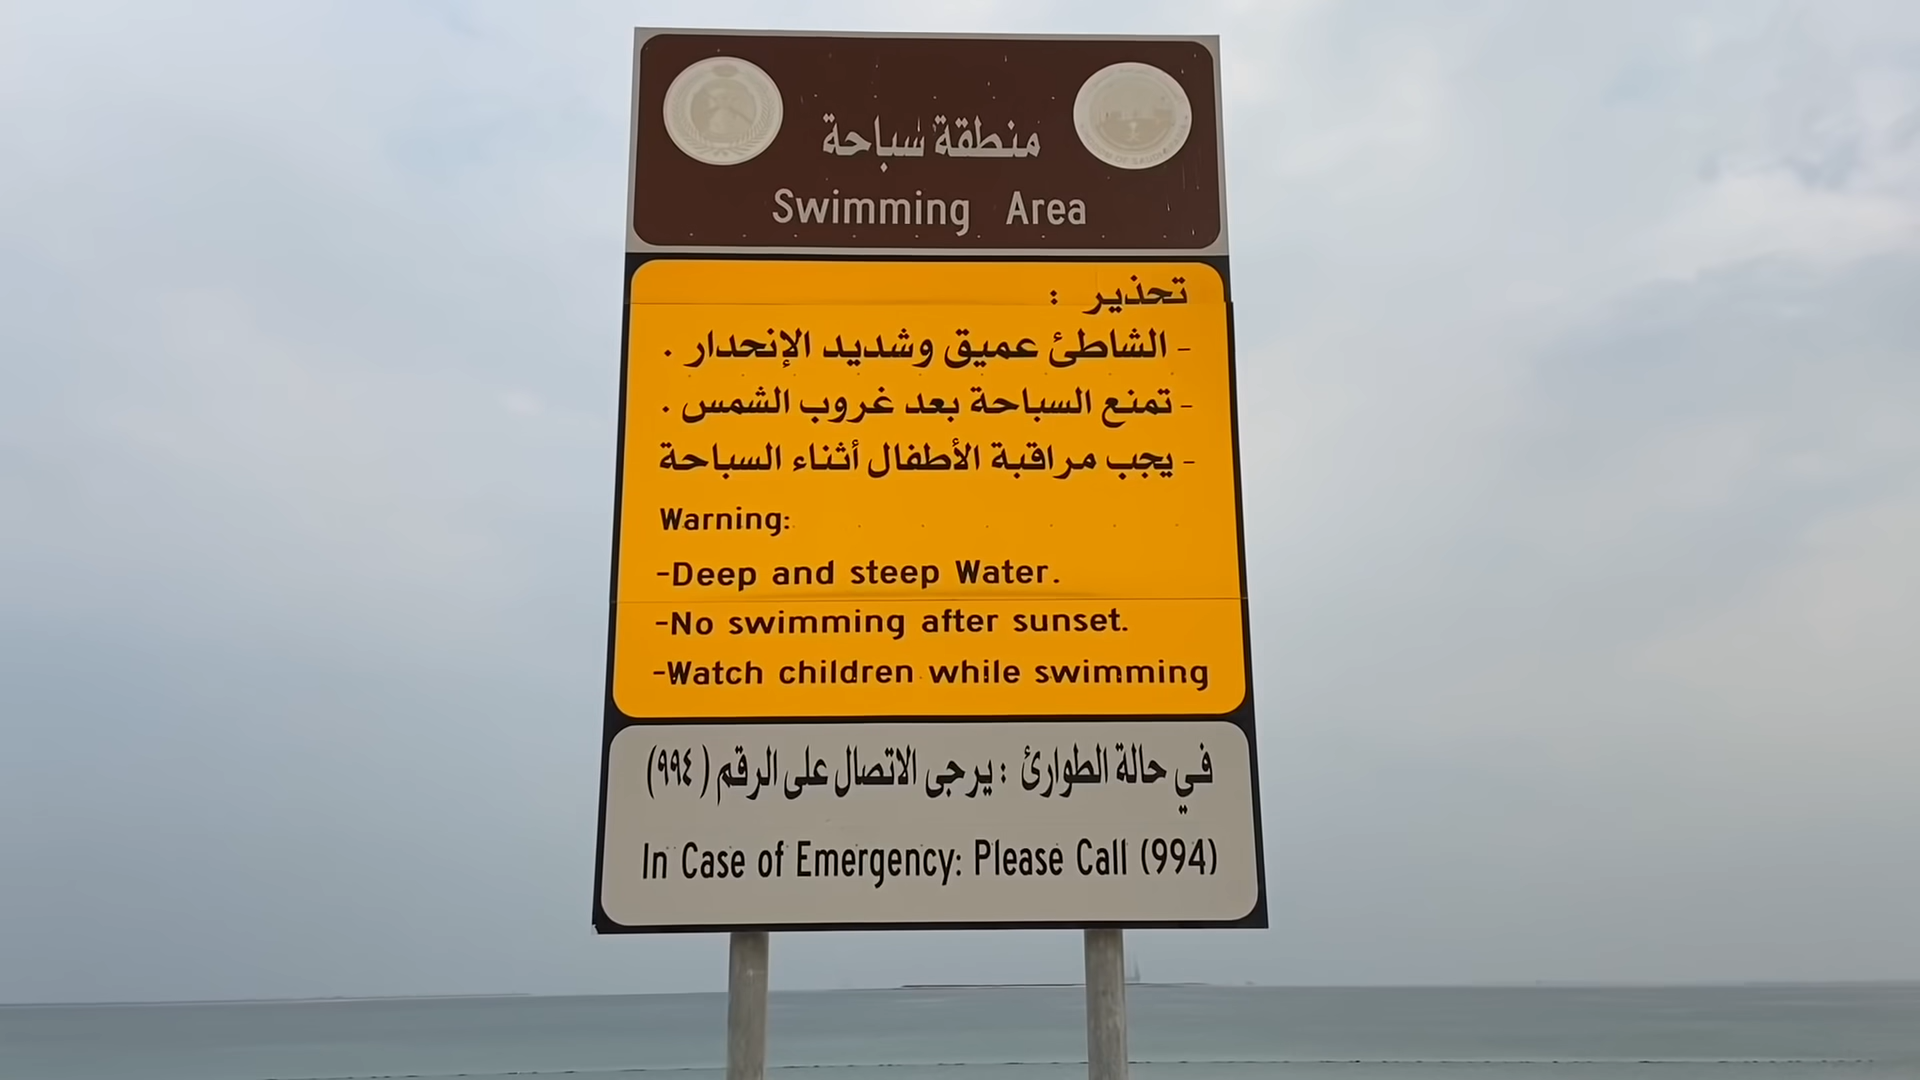 منطقة سباحة
Swimming Area
تحذير :
- الشاطئ عميق وشديد الإنحدار .
- تمنع السباحة بعد غروب الشمس .
- يجب مراقبة الأطفال أثناء السباحة
Warning:
-Deep and steep Water.
-No swimming after sunset.
-Watch children while swimming
في حالة الطوارئ : يرجى الاتصال على الرقم (٩٩٤)
In Case of Emergency: Please Call (994)